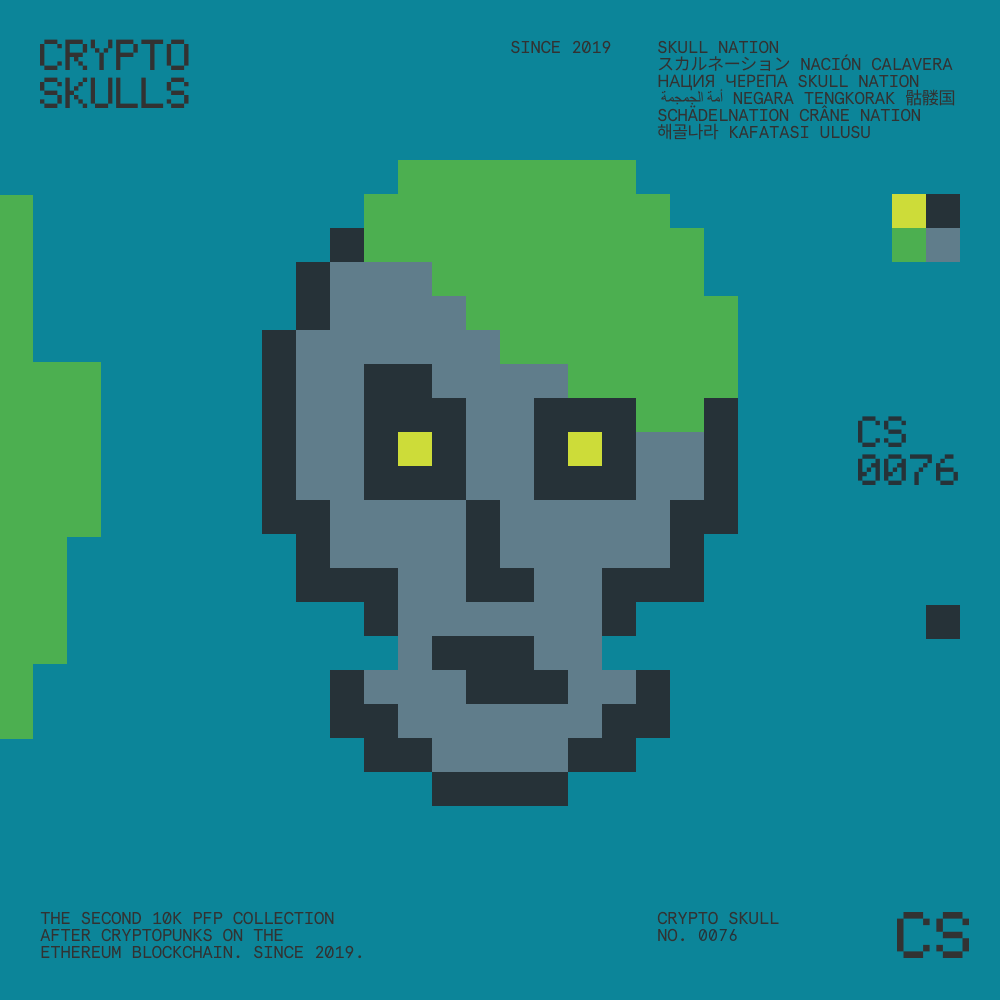 CRYPTO
SKULLS
SINCE 2019
SKULL NATION
スカルネーション NACIÓN CALAVERA
НАЦИЯ ЧЕРЕПА SKULL NATION
أمة الجمجمة NEGARA TENGKORAK 骷髅国
SCHÄDELNATION CRÂNE NATION
해골나라 KAFATASI ULUSU
CS
0076
THE SECOND 10K PFP COLLECTION
AFTER CRYPTOPUNKS ON THE
ETHEREUM BLOCKCHAIN. SINCE 2019.
CRYPTO SKULL
NO. 0076
CS